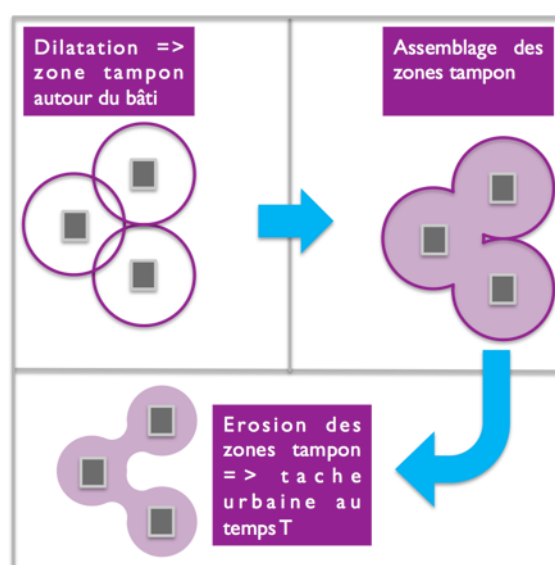 Dilatation =>
zone tampon
autour du bâti
Assemblage des
zones tampon
Erosion des
zones tampon
=> tache
urbaine au
temps T